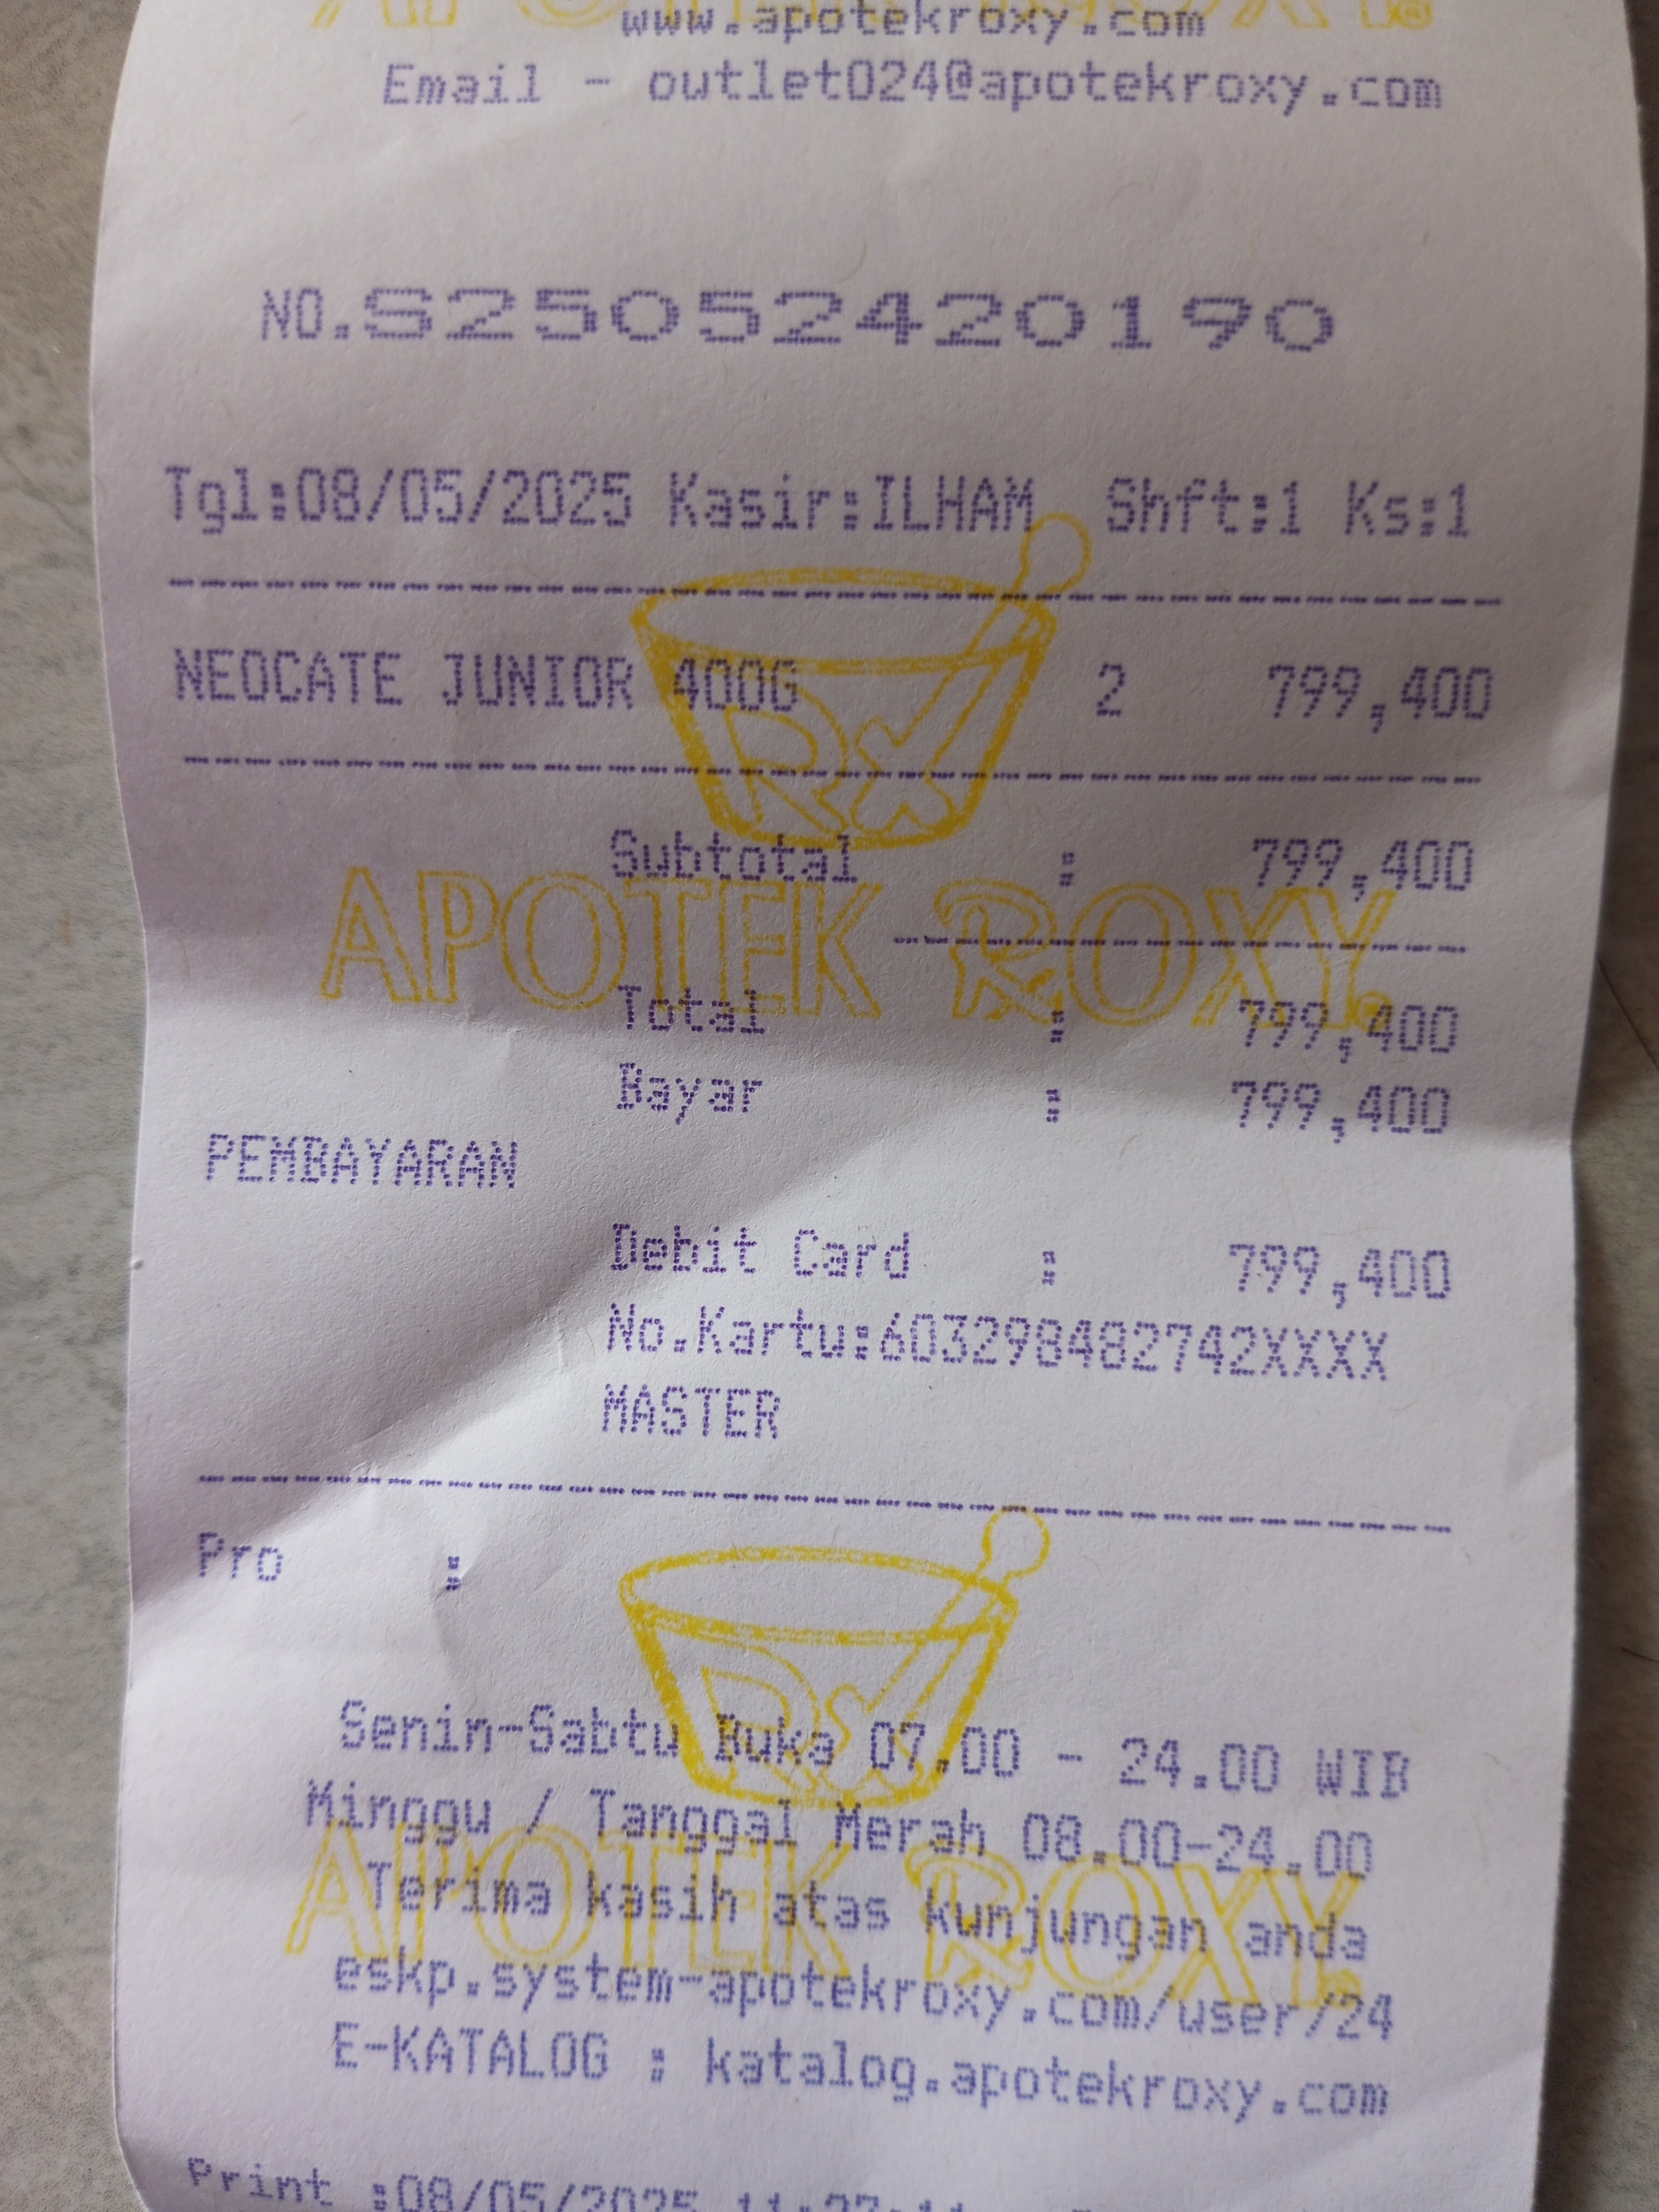 www.apotekroxy.com
Email - outlet024@apotekroxy.com
NO.S25052420190
Tgl:08/05/2025 Kasir:ILHAM Shft:1 Ks:1
NEOCATE JUNIOR 400G 2 799,400
Subtotal : 799,400
APOTEK ROXY
Total : 799,400
Bayar : 799,400
PEMBAYARAN
Debit Card : 799,400
No.Kartu:603298482742XXXX
MASTER
Pro :
Senin-Sabtu Buka 07.00 - 24.00 WIB
Minggu / Tanggal Merah 08.00-24.00
Terima kasih atas kunjungan anda
APOTEK ROXY
eskp.system-apotekroxy.com/user/24
E-KATALOG : katalog.apotekroxy.com
Print :08/05/2025